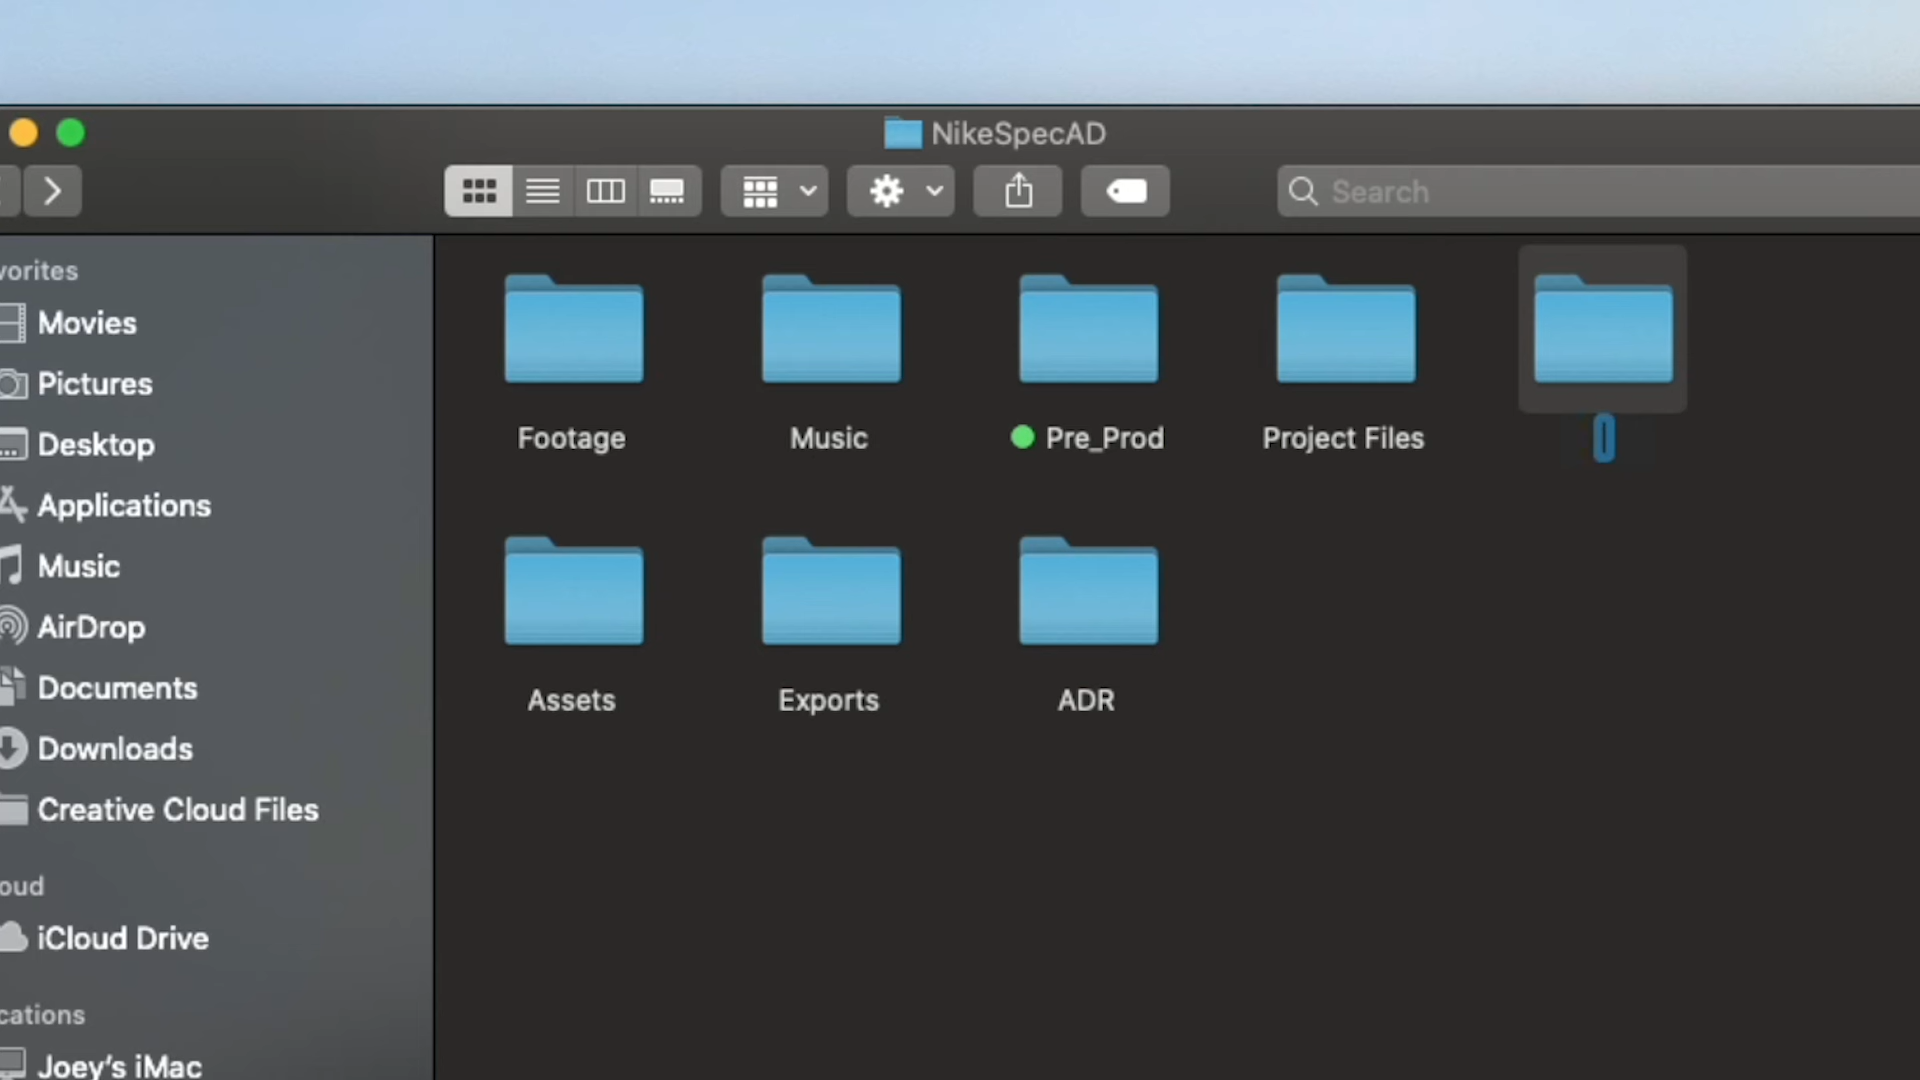 NikeSpecAD
Search
vorites
Movies
Pictures
Desktop
Applications
Music
AirDrop
Documents
Downloads
Creative Cloud Files
oud
iCloud Drive
cations
Joey's iMac
Footage
Music
Pre_Prod
Project Files
Assets
Exports
ADR